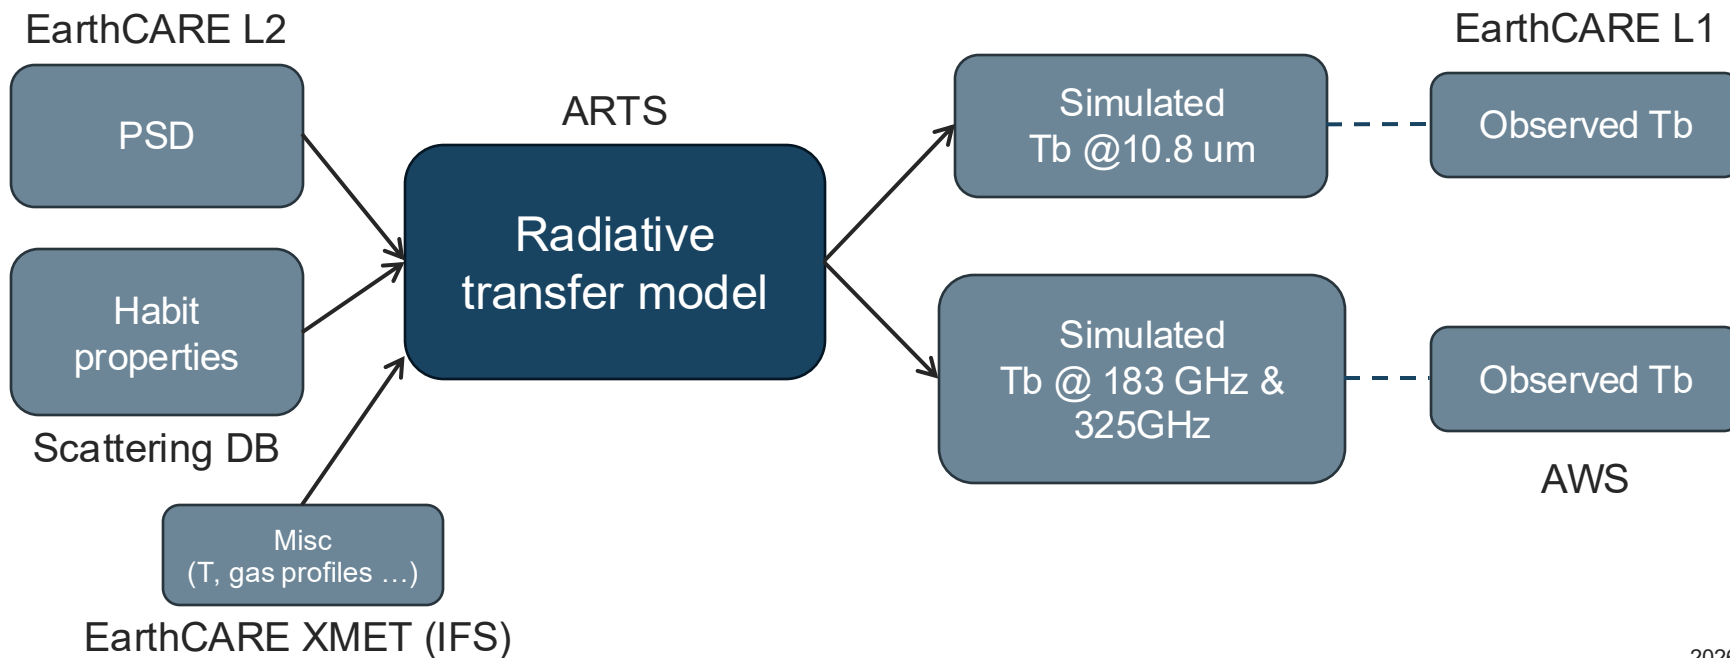 EarthCARE L2
PSD
Habit
properties
Scattering DB
Misc
(T, gas profiles …)
EarthCARE XMET (IFS)
ARTS
Radiative
transfer model
Simulated
Tb @10.8 um
Simulated
Tb @ 183 GHz &
325GHz
EarthCARE L1
Observed Tb
Observed Tb
AWS